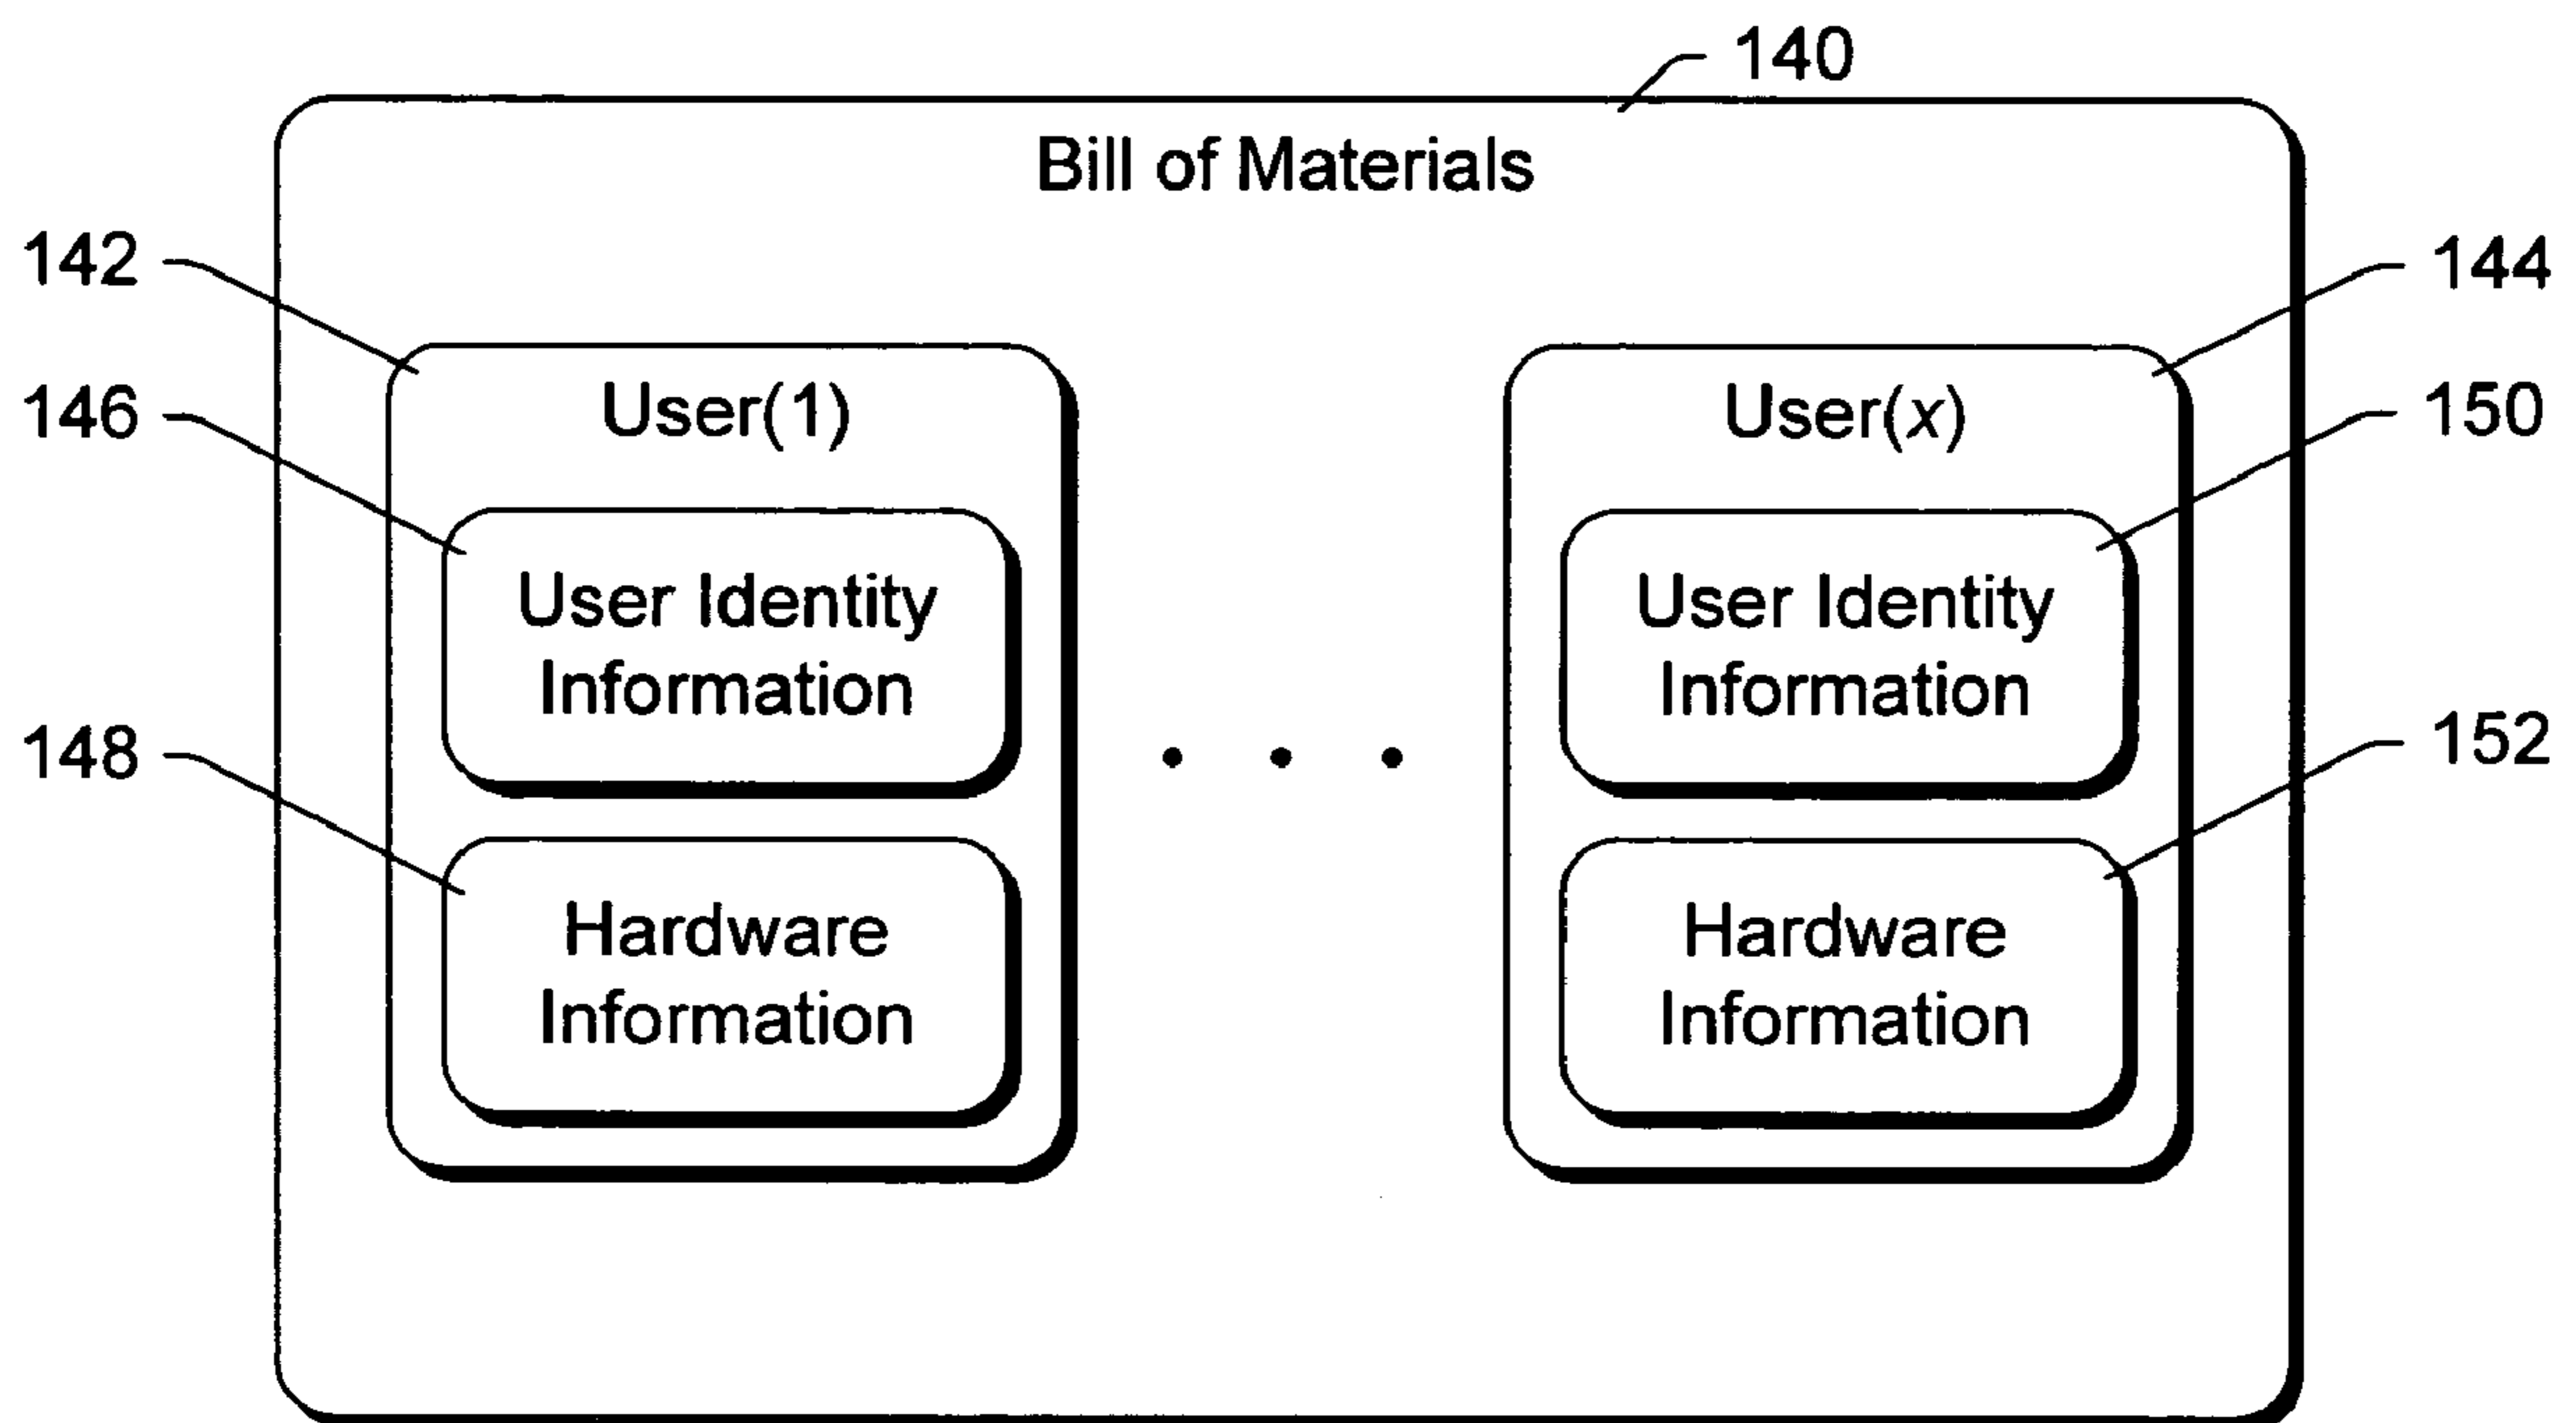 140
Bill of Materials
142
144
User(1)
User(x)
146
150
User Identity
Information
User Identity
Information
148
152
Hardware
Information
Hardware
Information